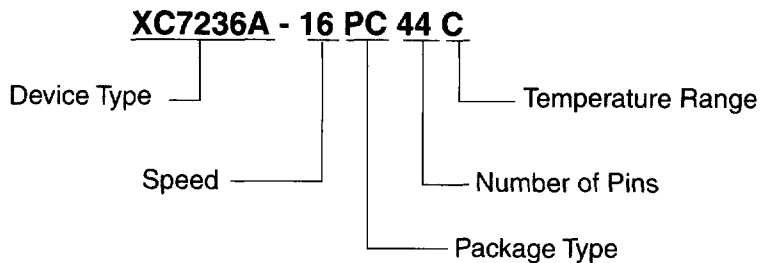 XC7236A - 16 PC 44 C
Device Type
Temperature Range
Speed
Number of Pins
Package Type